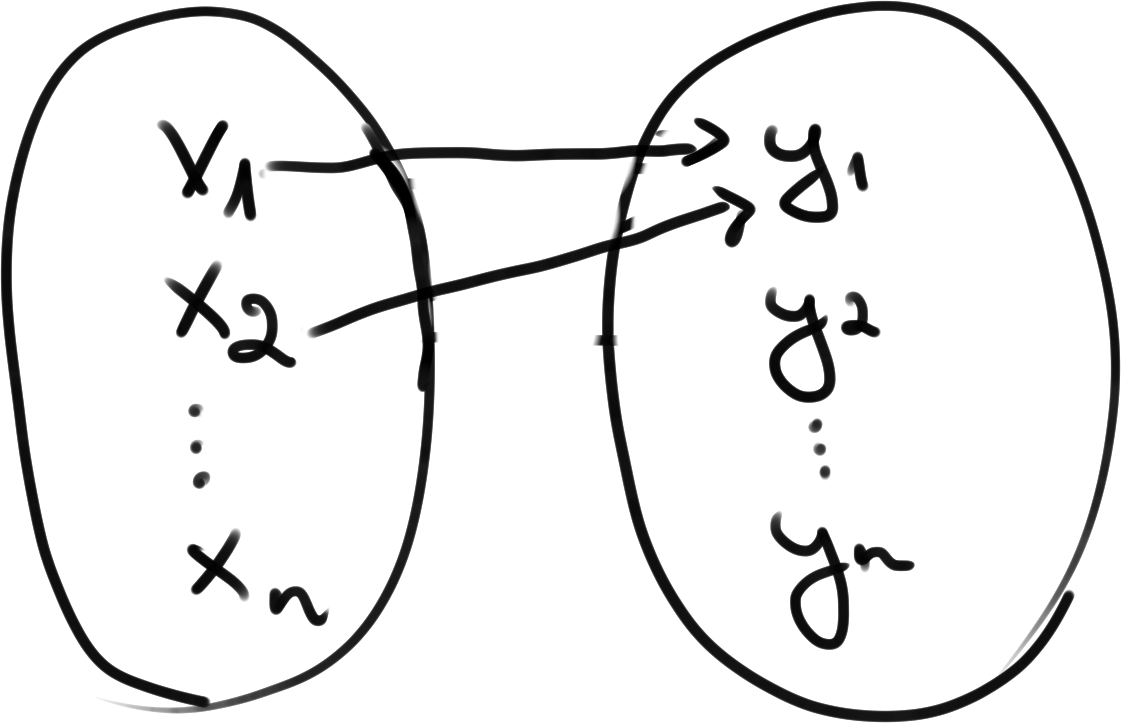 x₁ y₁
x₂ y₂
⋮ ⋮
xₙ yₙ